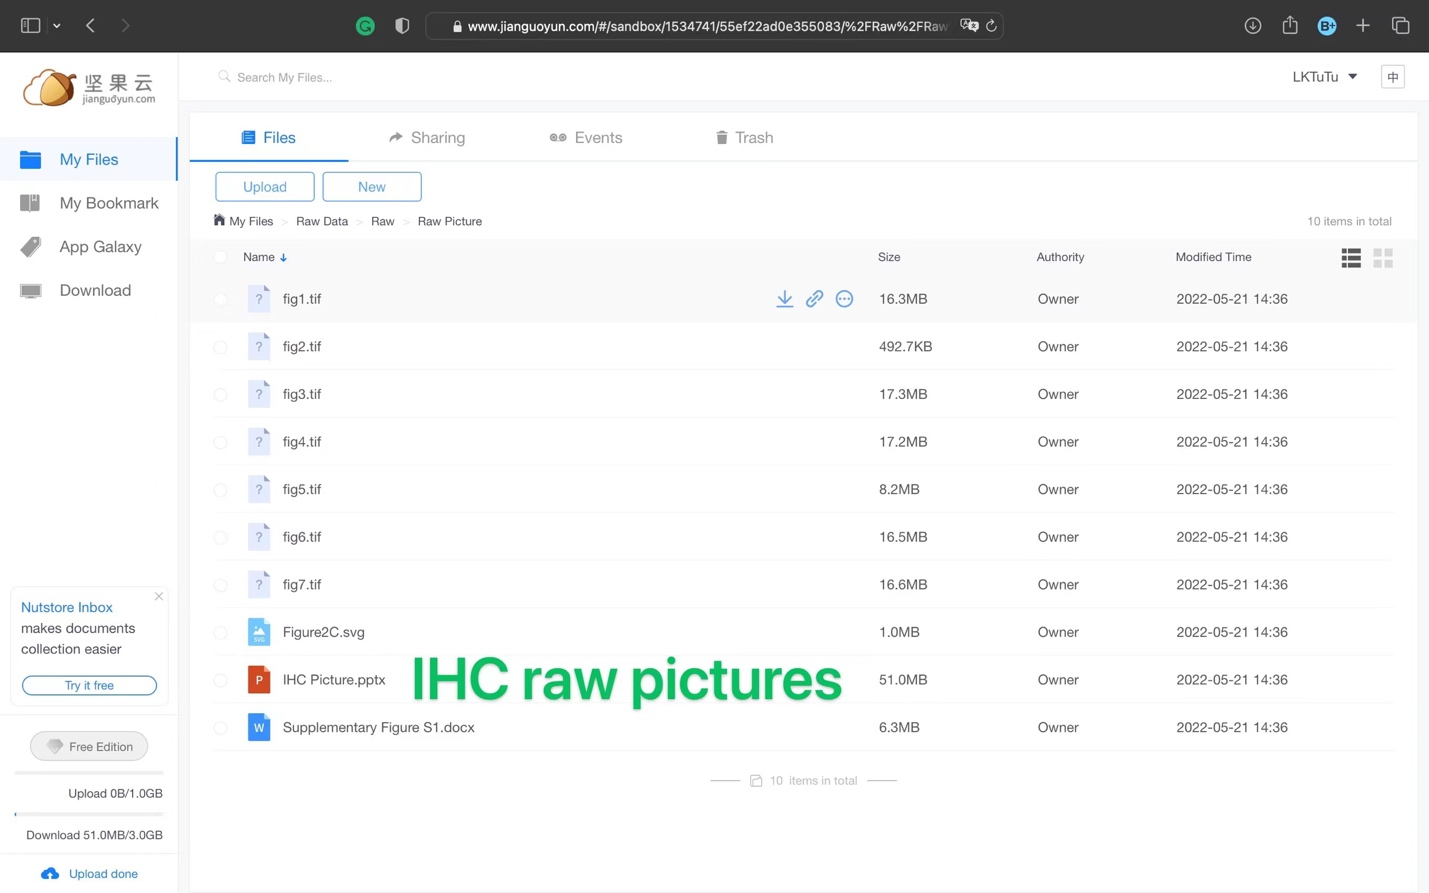 www.jianguoyun.com/#/sandbox/1534741/55ef22ad0e355083/%2FRaw%2FRaw
B+
坚果云
jianguoyun.com
Search My Files...
LKTuTu
中
My Files
My Bookmark
App Galaxy
Download
Files Sharing Events Trash
Upload New
My Files > Raw Data > Raw > Raw Picture 10 items in total
Name Size Authority Modified Time
? fig1.tif 16.3MB Owner 2022-05-21 14:36
? fig2.tif 492.7KB Owner 2022-05-21 14:36
? fig3.tif 17.3MB Owner 2022-05-21 14:36
? fig4.tif 17.2MB Owner 2022-05-21 14:36
? fig5.tif 8.2MB Owner 2022-05-21 14:36
? fig6.tif 16.5MB Owner 2022-05-21 14:36
? fig7.tif 16.6MB Owner 2022-05-21 14:36
SVG Figure2C.svg 1.0MB Owner 2022-05-21 14:36
P IHC Picture.pptx IHC raw pictures 51.0MB Owner 2022-05-21 14:36
W Supplementary Figure S1.docx 6.3MB Owner 2022-05-21 14:36
10 items in total
Nutstore Inbox
makes documents
collection easier
Try it free
Free Edition
Upload 0B/1.0GB
Download 51.0MB/3.0GB
Upload done